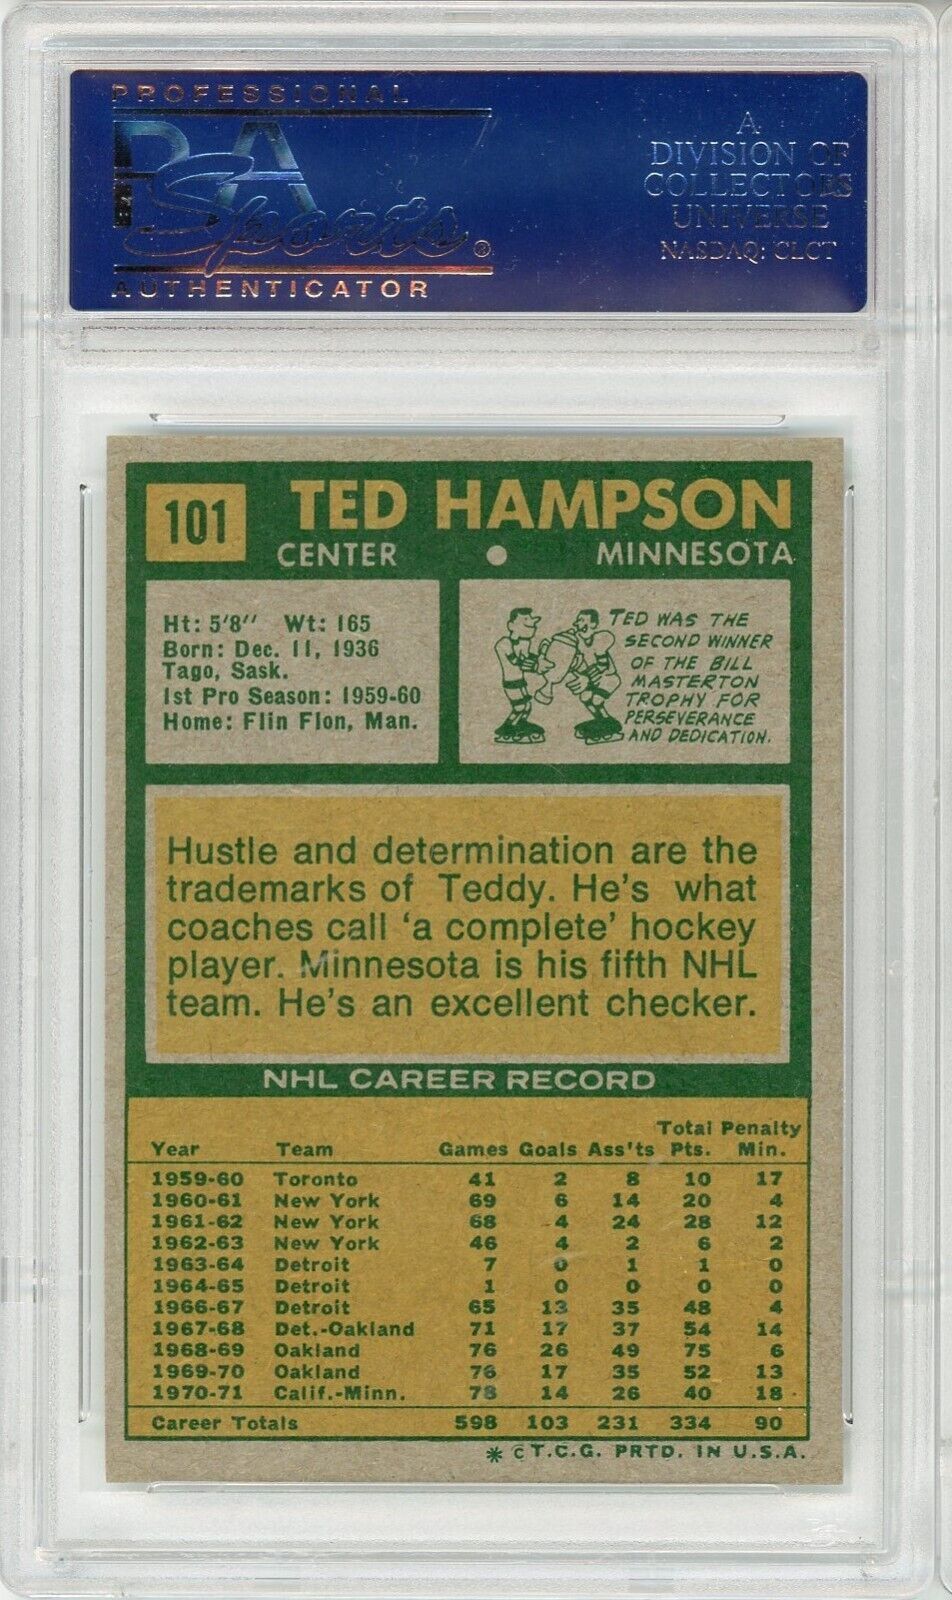 PROFESSIONAL
PSA
Sports®
AUTHENTICATOR
A
DIVISION OF
COLLECTORS
UNIVERSE
NASDAQ: CLCT
101
TED HAMPSON
CENTER • MINNESOTA
Ht: 5'8" Wt: 165
Born: Dec. 11, 1936
Tago, Sask.
1st Pro Season: 1959-60
Home: Flin Flon, Man.
TED WAS THE
SECOND WINNER
OF THE BILL
MASTERTON
TROPHY FOR
PERSEVERANCE
AND DEDICATION.
Hustle and determination are the
trademarks of Teddy. He's what
coaches call 'a complete' hockey
player. Minnesota is his fifth NHL
team. He's an excellent checker.
NHL CAREER RECORD
Total Penalty
Year Team Games Goals Ass'ts Pts. Min.
1959-60 Toronto 41 2 8 10 17
1960-61 New York 69 6 14 20 4
1961-62 New York 68 4 24 28 12
1962-63 New York 46 4 2 6 2
1963-64 Detroit 7 0 1 1 0
1964-65 Detroit 1 0 0 0 0
1966-67 Detroit 65 13 35 48 4
1967-68 Det.-Oakland 71 17 37 54 14
1968-69 Oakland 76 26 49 75 6
1969-70 Oakland 76 17 35 52 13
1970-71 Calif.-Minn. 78 14 26 40 18
Career Totals 598 103 231 334 90
* © T.C.G. PRTD. IN U.S.A.